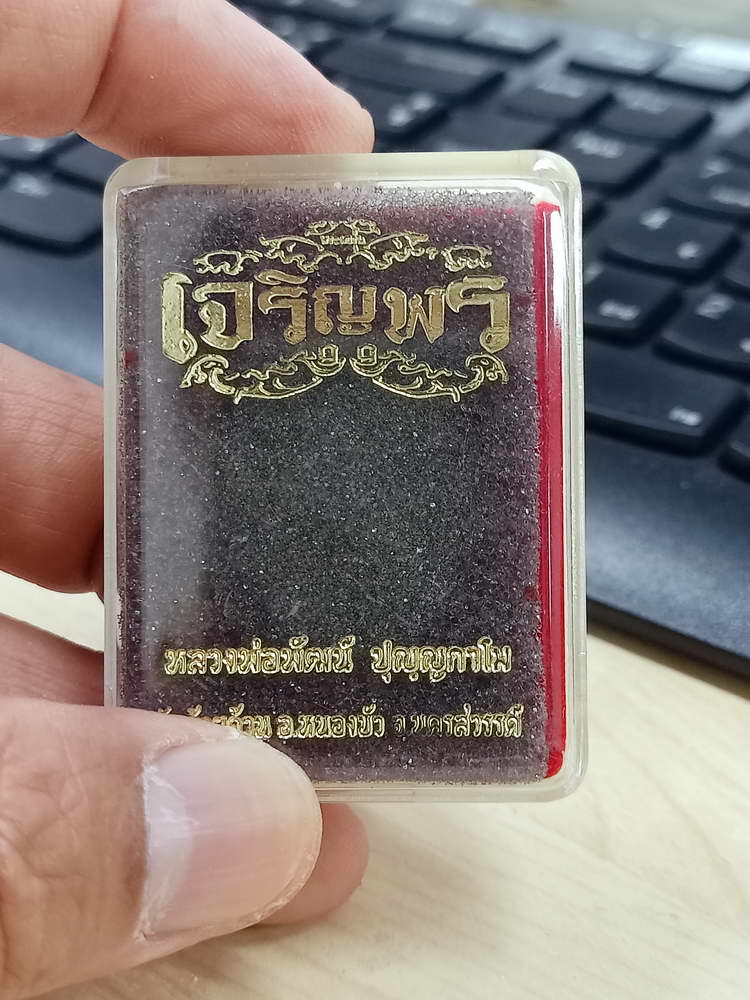 เจริญพร
หลวงพ่อพัฒน์ ปุญญกาโม
อ.หนองบัว จ.นครสวรรค์